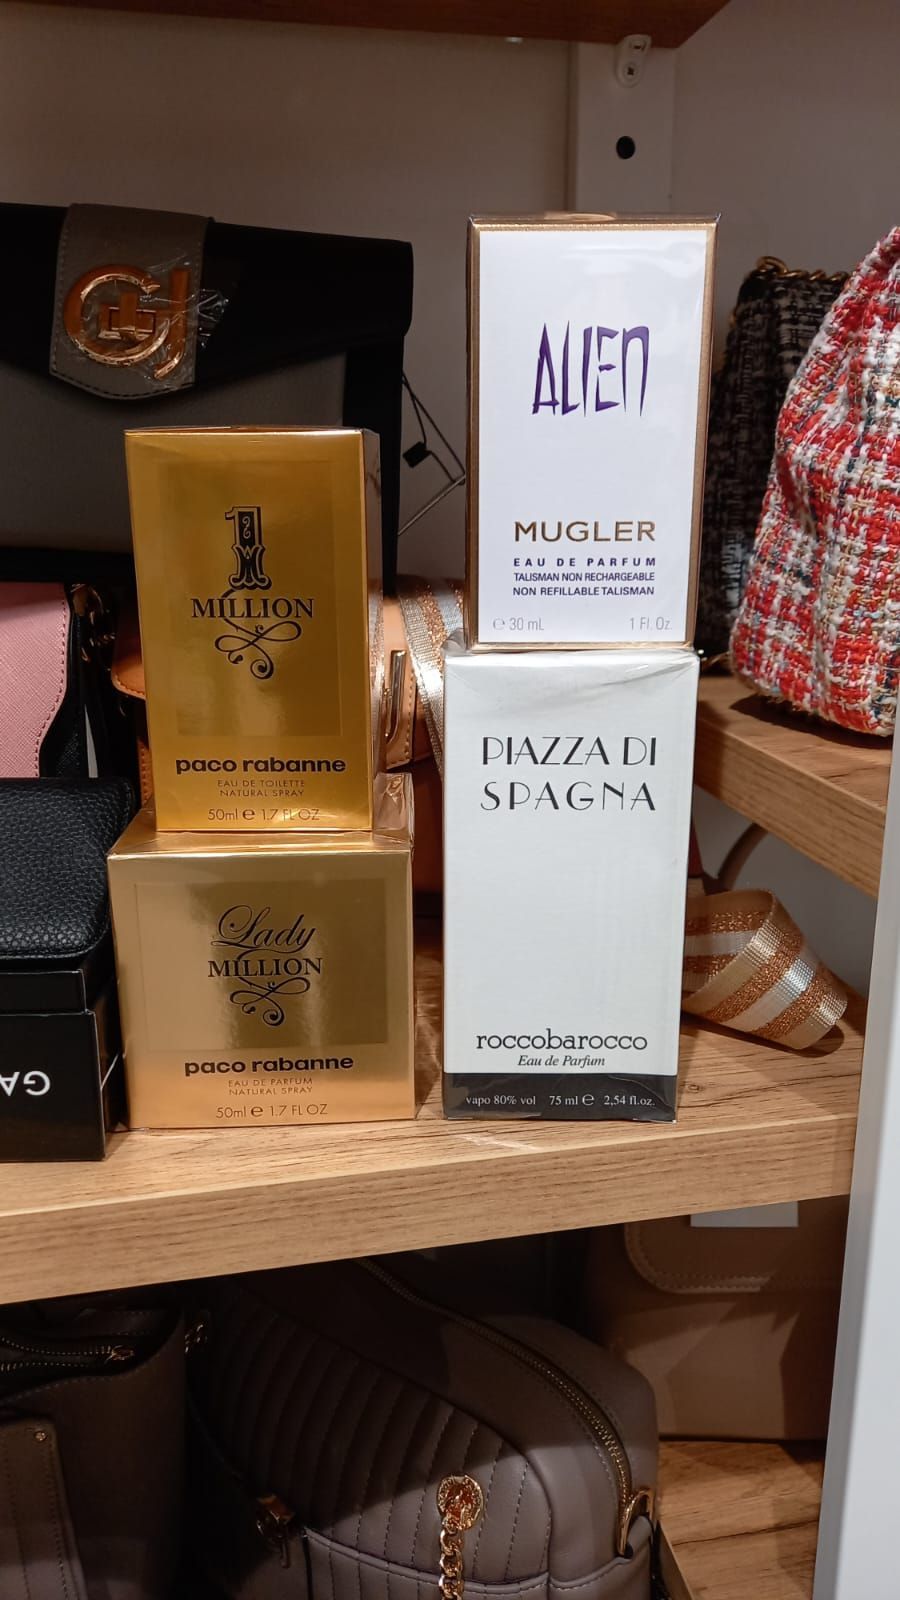 1
MILLION
paco rabanne
EAU DE TOILETTE
NATURAL SPRAY
50ml e 1.7 FL OZ
Lady
MILLION
paco rabanne
EAU DE PARFUM
NATURAL SPRAY
50ml e 1.7 FL OZ
ALIEN
MUGLER
EAU DE PARFUM
TALISMAN NON RECHARGEABLE
NON REFILLABLE TALISMAN
e 30 mL 1 Fl. Oz.
PIAZZA DI
SPAGNA
roccobarocco
Eau de Parfum
vapo 80% vol 75 ml e 2,54 fl.oz.